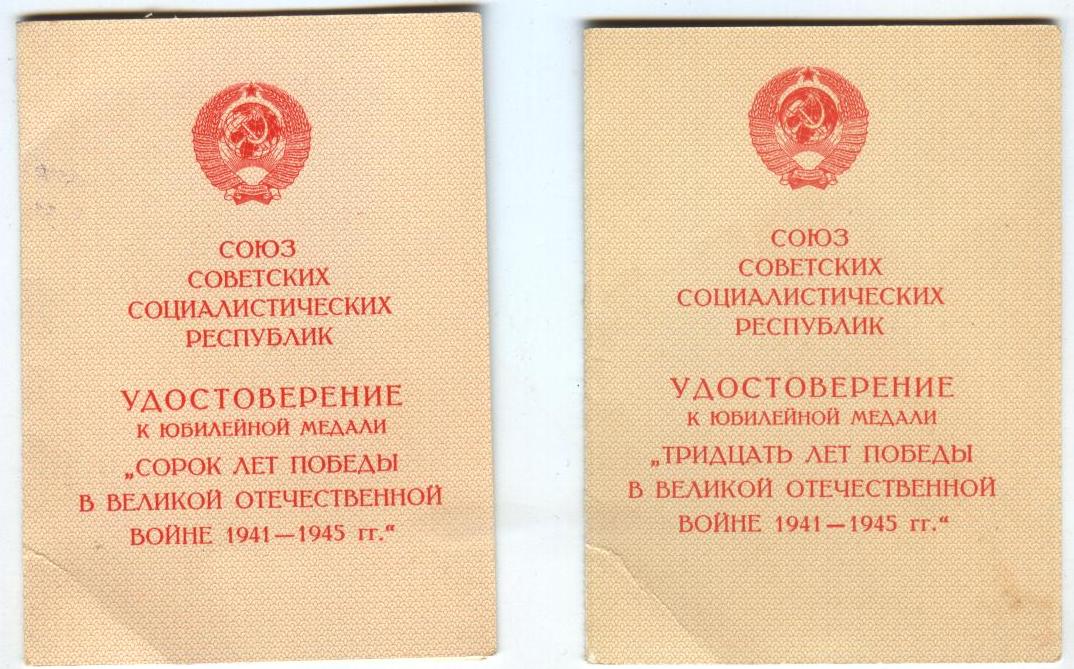 СОЮЗ
СОВЕТСКИХ
СОЦИАЛИСТИЧЕСКИХ
РЕСПУБЛИК
УДОСТОВЕРЕНИЕ
К ЮБИЛЕЙНОЙ МЕДАЛИ
„СОРОК ЛЕТ ПОБЕДЫ
В ВЕЛИКОЙ ОТЕЧЕСТВЕННОЙ
ВОЙНЕ 1941—1945 гг.“
СОЮЗ
СОВЕТСКИХ
СОЦИАЛИСТИЧЕСКИХ
РЕСПУБЛИК
УДОСТОВЕРЕНИЕ
К ЮБИЛЕЙНОЙ МЕДАЛИ
„ТРИДЦАТЬ ЛЕТ ПОБЕДЫ
В ВЕЛИКОЙ ОТЕЧЕСТВЕННОЙ
ВОЙНЕ 1941—1945 гг.“